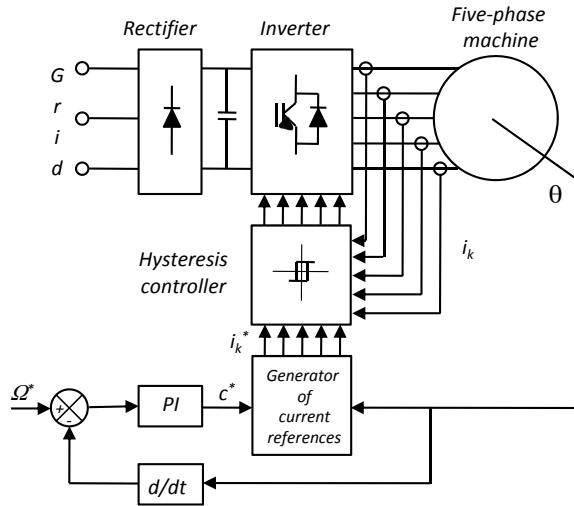 Rectifier
Inverter
Five-phase
machine
G
r
i
d
θ
Hysteresis
controller
i_k
i_k^*
Ω*
+
-
PI
c*
Generator
of
current
references
d/dt